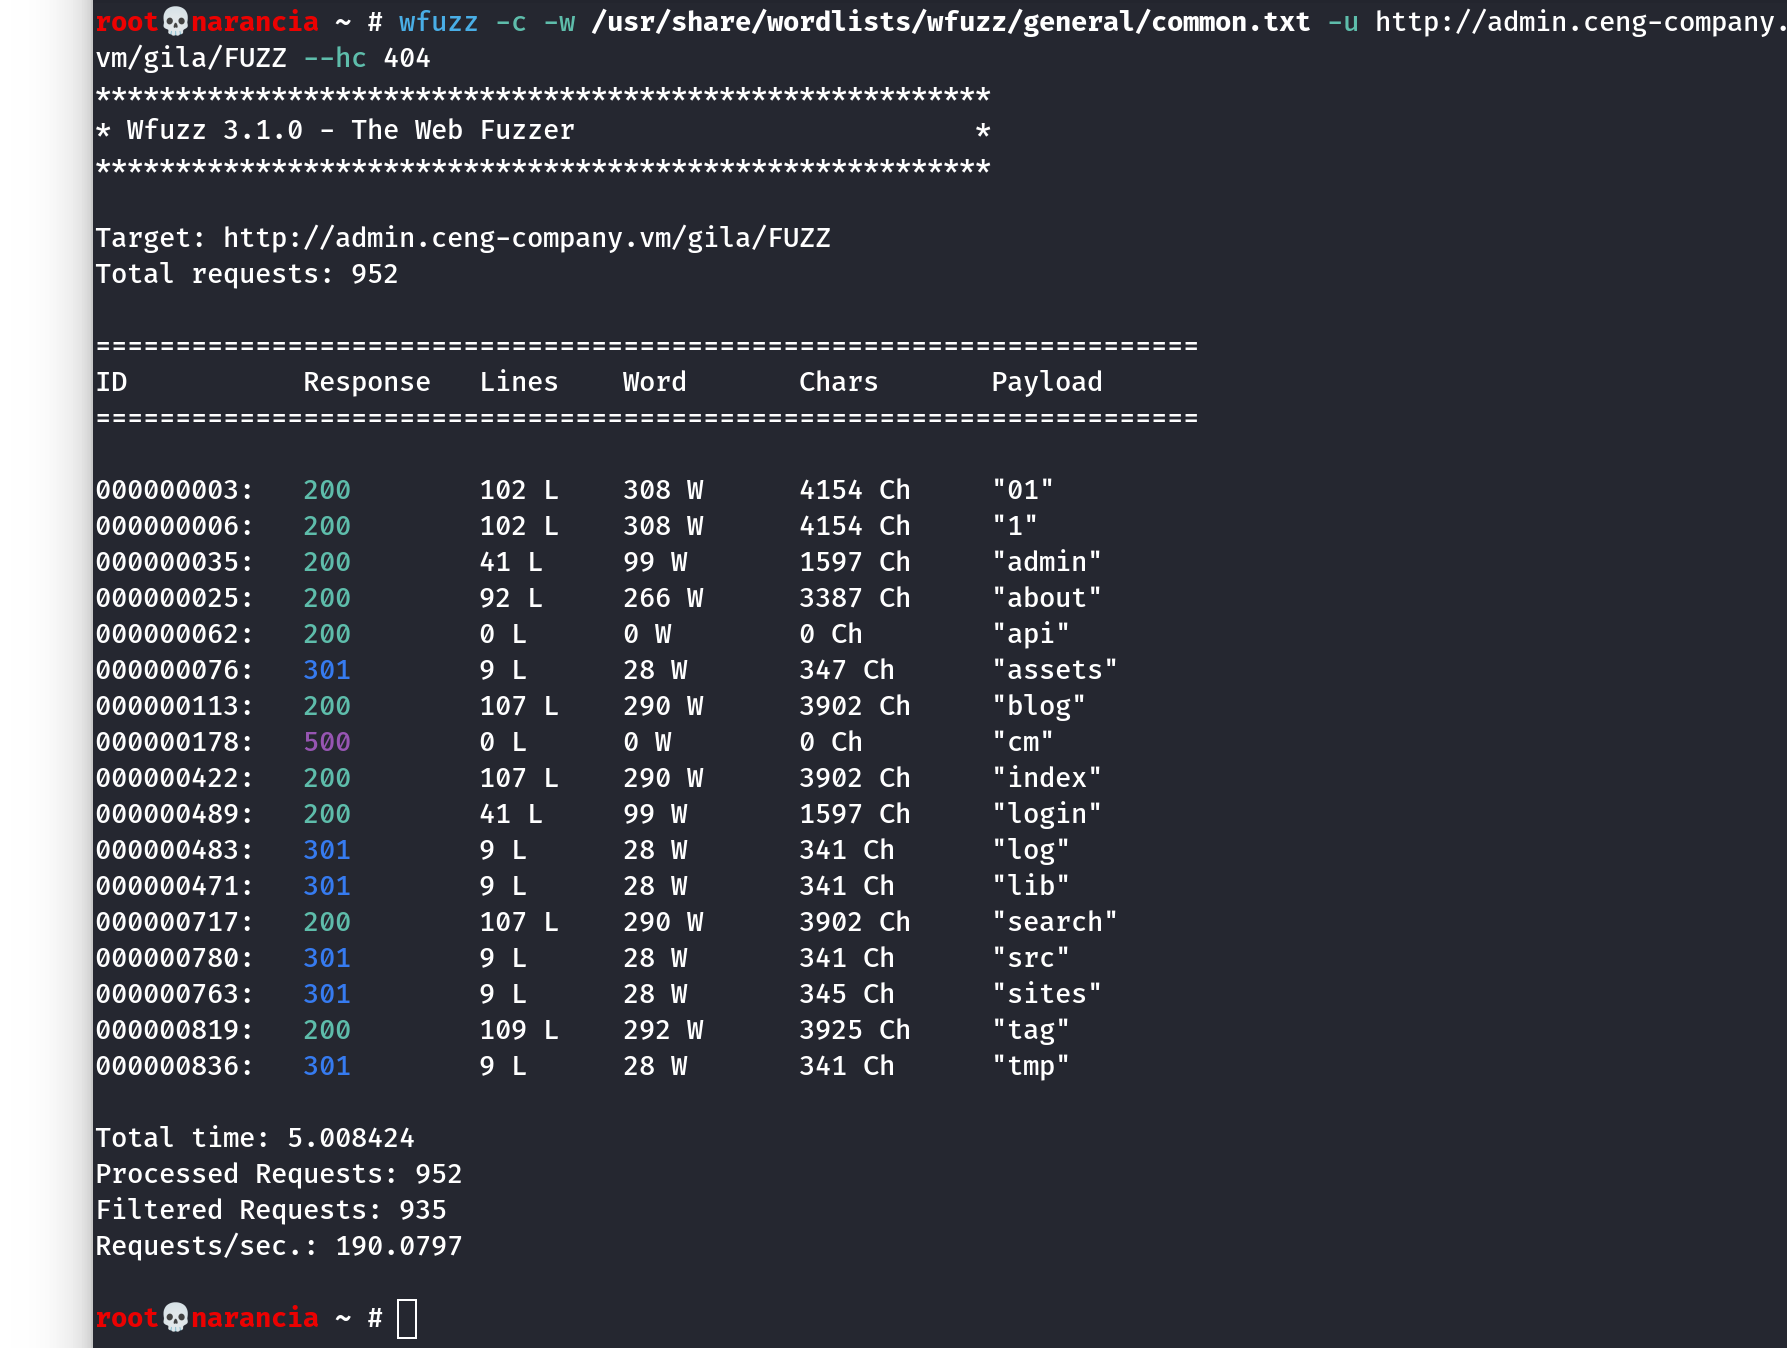 root💀narancia ~ # wfuzz -c -w /usr/share/wordlists/wfuzz/general/common.txt -u http://admin.ceng-company.
vm/gila/FUZZ --hc 404
********************************************************
* Wfuzz 3.1.0 - The Web Fuzzer                         *
********************************************************
Target: http://admin.ceng-company.vm/gila/FUZZ
Total requests: 952
=====================================================================
ID           Response   Lines    Word       Chars       Payload
=====================================================================
000000003:   200        102 L    308 W      4154 Ch     "01"
000000006:   200        102 L    308 W      4154 Ch     "1"
000000035:   200        41 L     99 W       1597 Ch     "admin"
000000025:   200        92 L     266 W      3387 Ch     "about"
000000062:   200        0 L      0 W        0 Ch        "api"
000000076:   301        9 L      28 W       347 Ch      "assets"
000000113:   200        107 L    290 W      3902 Ch     "blog"
000000178:   500        0 L      0 W        0 Ch        "cm"
000000422:   200        107 L    290 W      3902 Ch     "index"
000000489:   200        41 L     99 W       1597 Ch     "login"
000000483:   301        9 L      28 W       341 Ch      "log"
000000471:   301        9 L      28 W       341 Ch      "lib"
000000717:   200        107 L    290 W      3902 Ch     "search"
000000780:   301        9 L      28 W       341 Ch      "src"
000000763:   301        9 L      28 W       345 Ch      "sites"
000000819:   200        109 L    292 W      3925 Ch     "tag"
000000836:   301        9 L      28 W       341 Ch      "tmp"
Total time: 5.008424
Processed Requests: 952
Filtered Requests: 935
Requests/sec.: 190.0797
root💀narancia ~ #